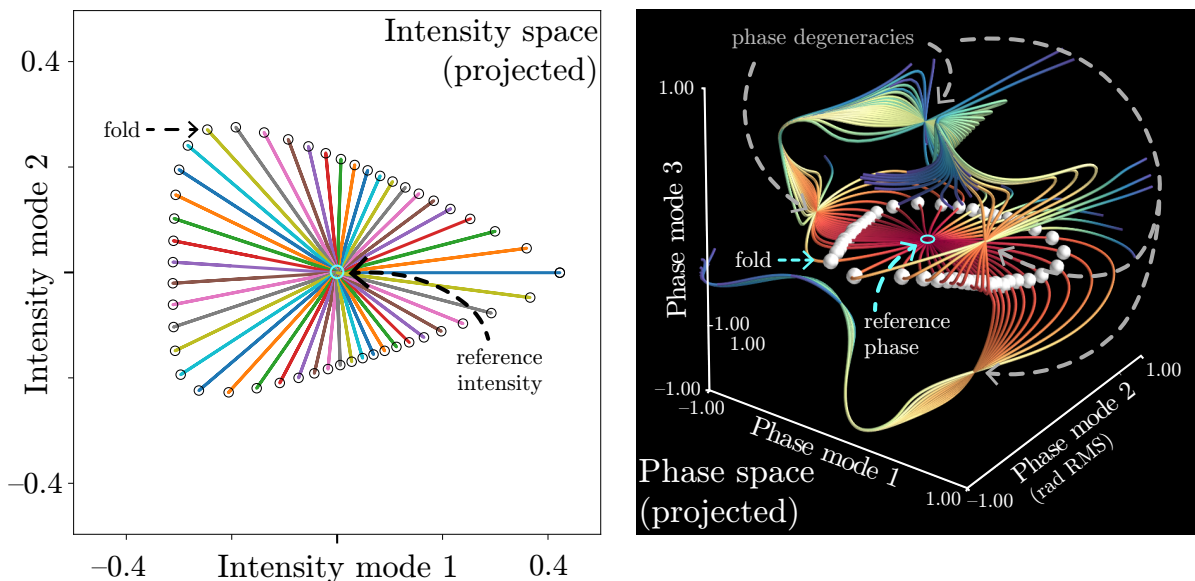 Intensity space
(projected)
0.4
0.2
–0.4
Intensity mode 2
fold
reference
intensity
–0.4
Intensity mode 1
0.4
phase degeneracies
1.00
Phase mode 3
fold
reference
phase
1.00
1.00
–1.00
–1.00
Phase mode 1
1.00
–1.00
Phase mode 2
(rad RMS)
1.00
Phase space
(projected)